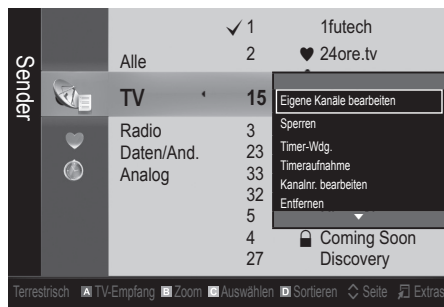 Sender
✓ 1 1futech
Alle 2 ♥ 24ore.tv
TV 15
Radio 3
Daten/And. 23
Analog 33
32
5
4 Coming Soon
27 Discovery
Eigene Kanäle bearbeiten
Sperren
Timer-Wdg.
Timeraufnahme
Kanalnr. bearbeiten
Entfernen
Terrestrisch A TV-Empfang B Zoom C Auswählen D Sortieren Seite Extras